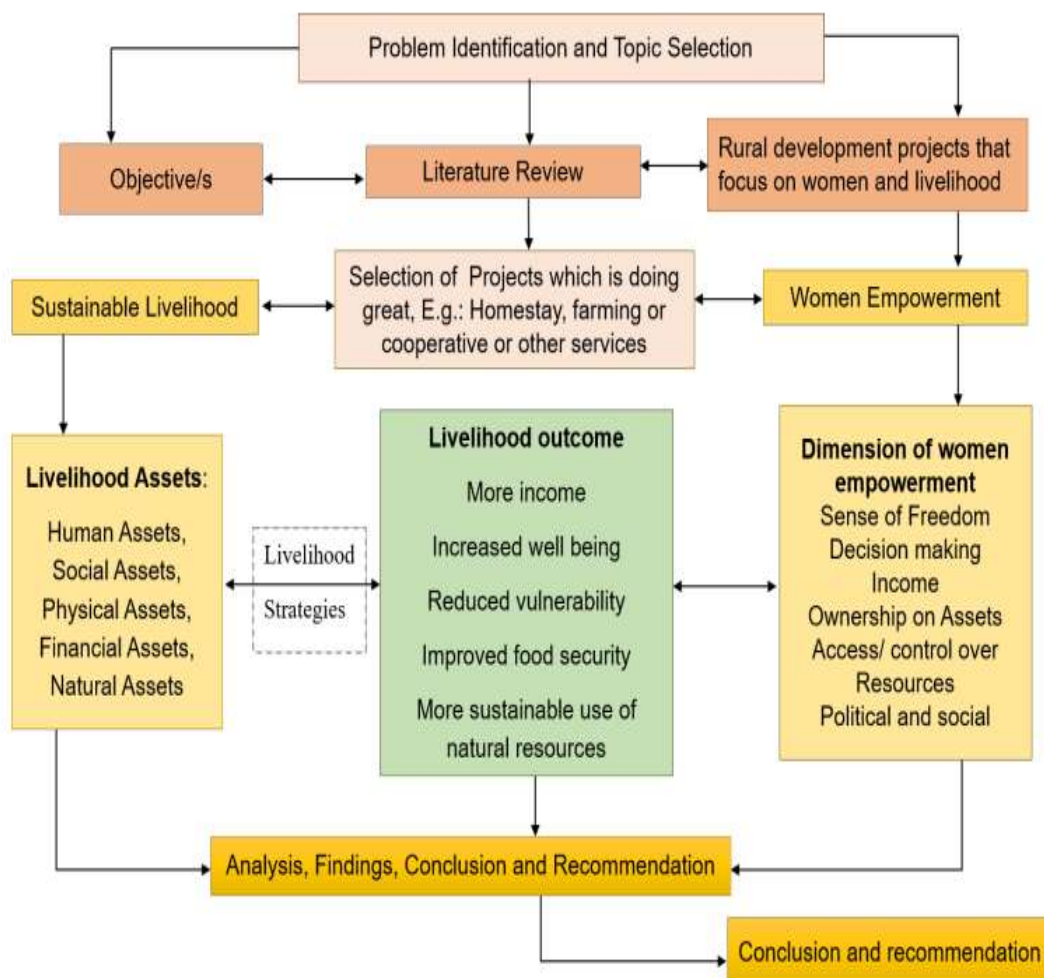 Problem Identification and Topic Selection
Objective/s
Literature Review
Rural development projects that
focus on women and livelihood
Sustainable Livelihood
Selection of Projects which is doing
great, E.g.: Homestay, farming or
cooperative or other services
Women Empowerment
Livelihood Assets:
Human Assets,
Social Assets,
Physical Assets,
Financial Assets,
Natural Assets
Livelihood
Strategies
Livelihood outcome
More income
Increased well being
Reduced vulnerability
Improved food security
More sustainable use of
natural resources
Dimension of women
empowerment
Sense of Freedom
Decision making
Income
Ownership on Assets
Access/ control over
Resources
Political and social
Analysis, Findings, Conclusion and Recommendation
Conclusion and recommendation